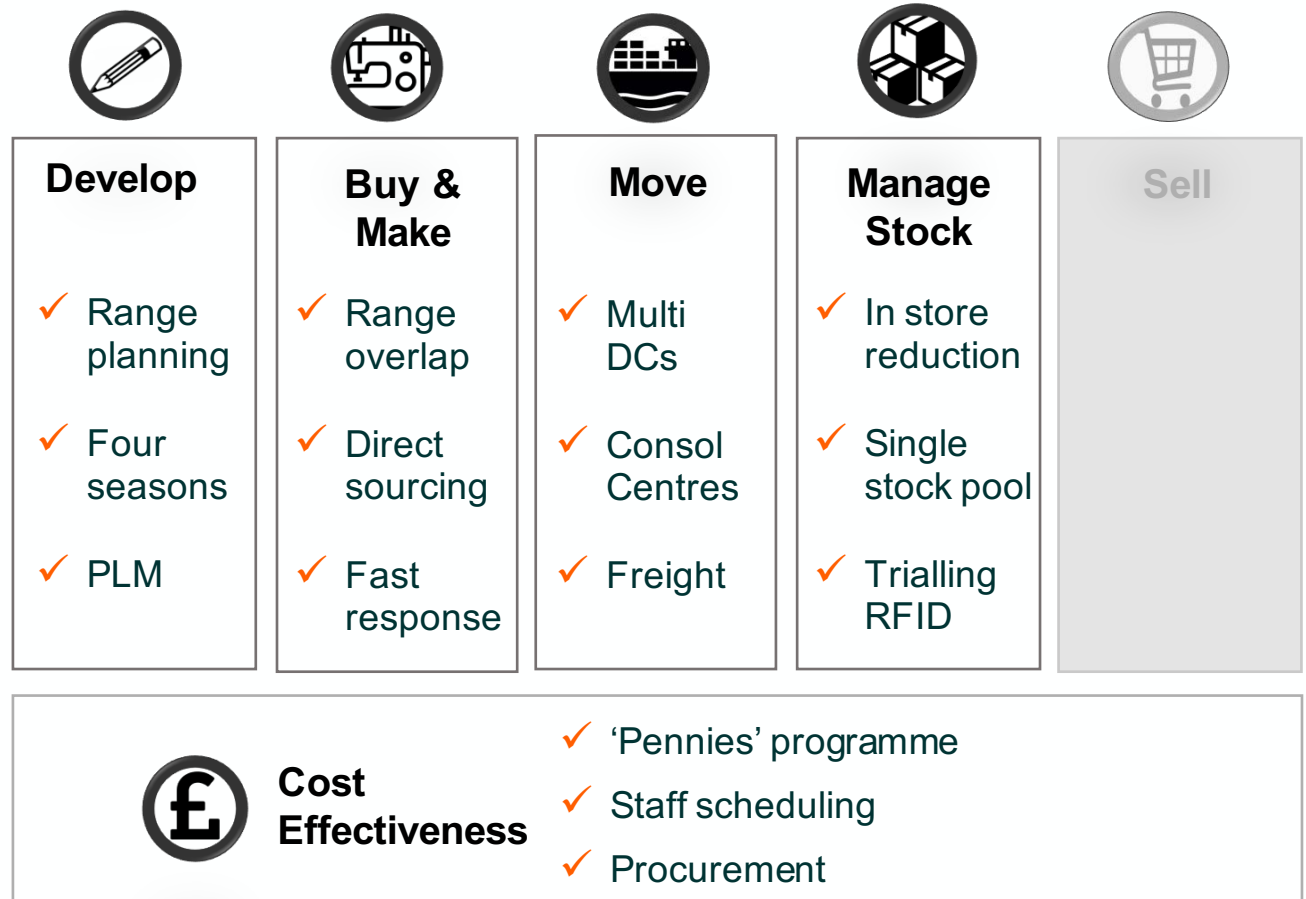 Develop
Range
planning
Four
seasons
PLM
Buy &
Make
Range
overlap
Direct
sourcing
Fast
response
Move
Multi
DCs
Consol
Centres
Freight
Manage
Stock
In store
reduction
Single
stock pool
Trialling
RFID
Sell
£
Cost
Effectiveness
‘Pennies’ programme
Staff scheduling
Procurement